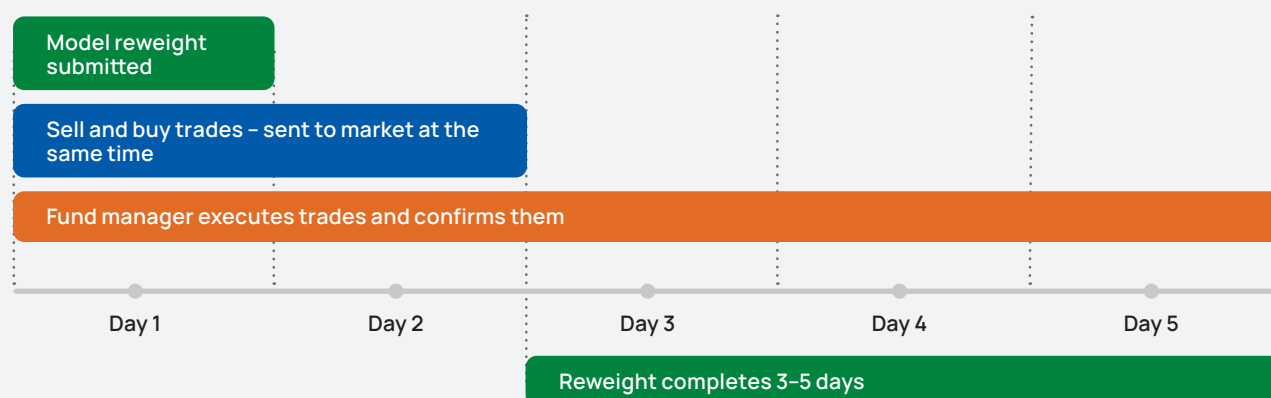 Model reweight
submitted
Sell and buy trades – sent to market at the
same time
Fund manager executes trades and confirms them
Day 1
Day 2
Day 3
Day 4
Day 5
Reweight completes 3–5 days